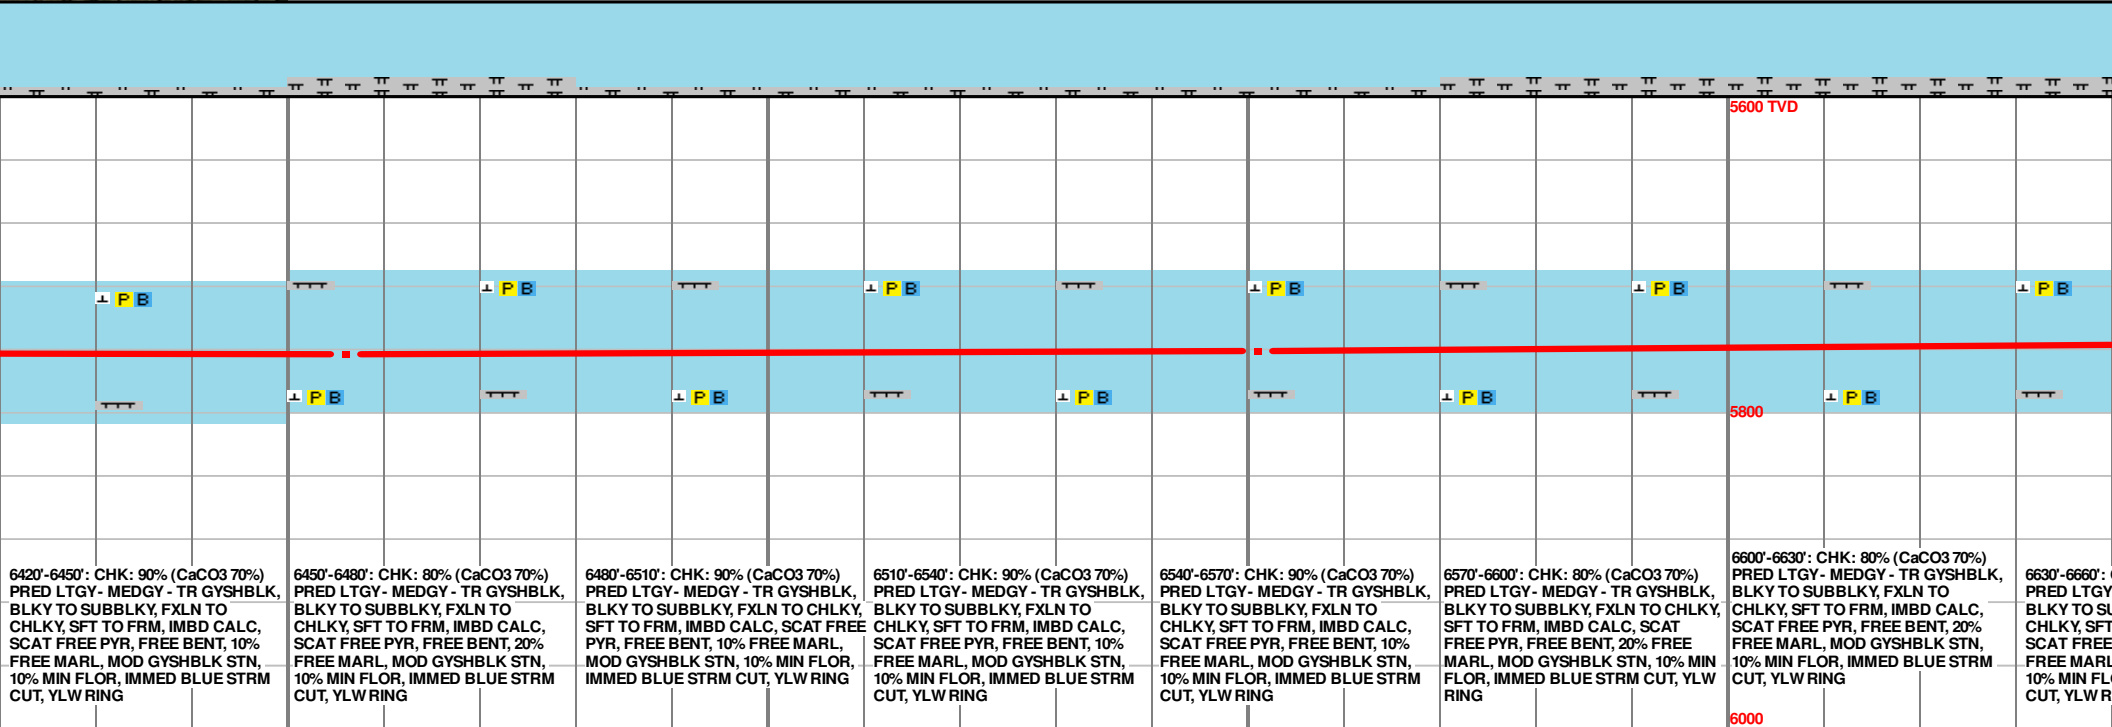 5600 TVD
P B
P B
P B
P B
P B
P B
5800
P B
P B
P B
P B
P B
6420'-6450': CHK: 90% (CaCO3 70%)
PRED LTGY- MEDGY - TR GYSHBLK,
BLKY TO SUBBLKY, FXLN TO
CHLKY, SFT TO FRM, IMBD CALC,
SCAT FREE PYR, FREE BENT, 10%
FREE MARL, MOD GYSHBLK STN,
10% MIN FLOR, IMMED BLUE STRM
CUT, YLW RING
6450'-6480': CHK: 80% (CaCO3 70%)
PRED LTGY- MEDGY - TR GYSHBLK,
BLKY TO SUBBLKY, FXLN TO
CHLKY, SFT TO FRM, IMBD CALC,
SCAT FREE PYR, FREE BENT, 20%
FREE MARL, MOD GYSHBLK STN,
10% MIN FLOR, IMMED BLUE STRM
CUT, YLW RING
6480'-6510': CHK: 90% (CaCO3 70%)
PRED LTGY- MEDGY - TR GYSHBLK,
BLKY TO SUBBLKY, FXLN TO CHLKY,
SFT TO FRM, IMBD CALC, SCAT FREE
PYR, FREE BENT, 10% FREE MARL,
MOD GYSHBLK STN, 10% MIN FLOR,
IMMED BLUE STRM CUT, YLW RING
6510'-6540': CHK: 90% (CaCO3 70%)
PRED LTGY- MEDGY - TR GYSHBLK,
BLKY TO SUBBLKY, FXLN TO
CHLKY, SFT TO FRM, IMBD CALC,
SCAT FREE PYR, FREE BENT, 10%
FREE MARL, MOD GYSHBLK STN,
10% MIN FLOR, IMMED BLUE STRM
CUT, YLW RING
6540'-6570': CHK: 90% (CaCO3 70%)
PRED LTGY- MEDGY - TR GYSHBLK,
BLKY TO SUBBLKY, FXLN TO
CHLKY, SFT TO FRM, IMBD CALC,
SCAT FREE PYR, FREE BENT, 10%
FREE MARL, MOD GYSHBLK STN,
10% MIN FLOR, IMMED BLUE STRM
CUT, YLW RING
6570'-6600': CHK: 80% (CaCO3 70%)
PRED LTGY- MEDGY - TR GYSHBLK,
BLKY TO SUBBLKY, FXLN TO CHLKY,
SFT TO FRM, IMBD CALC, SCAT
FREE PYR, FREE BENT, 20% FREE
MARL, MOD GYSHBLK STN, 10% MIN
FLOR, IMMED BLUE STRM CUT, YLW
RING
6600'-6630': CHK: 80% (CaCO3 70%)
PRED LTGY- MEDGY - TR GYSHBLK,
BLKY TO SUBBLKY, FXLN TO
CHLKY, SFT TO FRM, IMBD CALC,
SCAT FREE PYR, FREE BENT, 20%
FREE MARL, MOD GYSHBLK STN,
10% MIN FLOR, IMMED BLUE STRM
CUT, YLW RING
6630'-6660':
PRED LTGY
BLKY TO
CHLKY, SFT
SCAT FREE
FREE MARL
10% MIN
CUT, YLW
6000